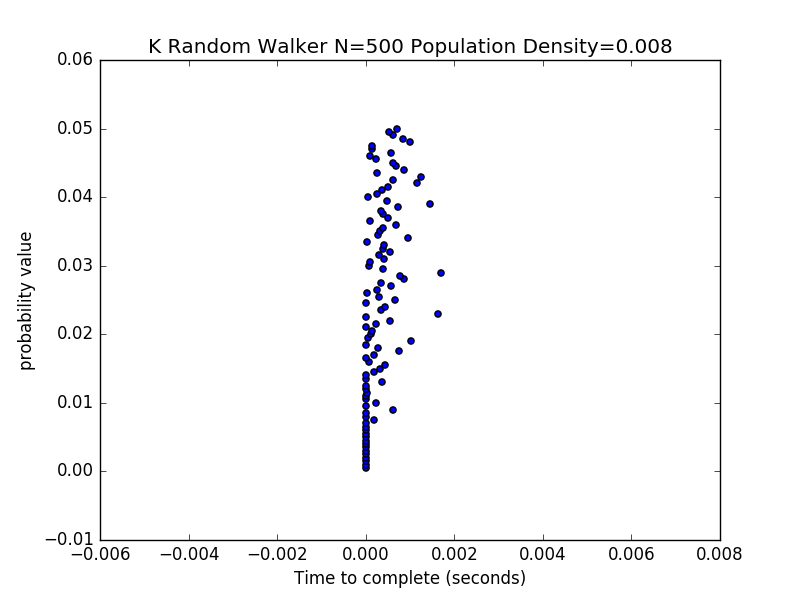 K Random Walker N=500 Population Density=0.008
0.06
0.05
0.04
0.03
0.02
0.01
0.00
−0.01
probability value
−0.006 −0.004 −0.002 0.000 0.002 0.004 0.006 0.008
Time to complete (seconds)